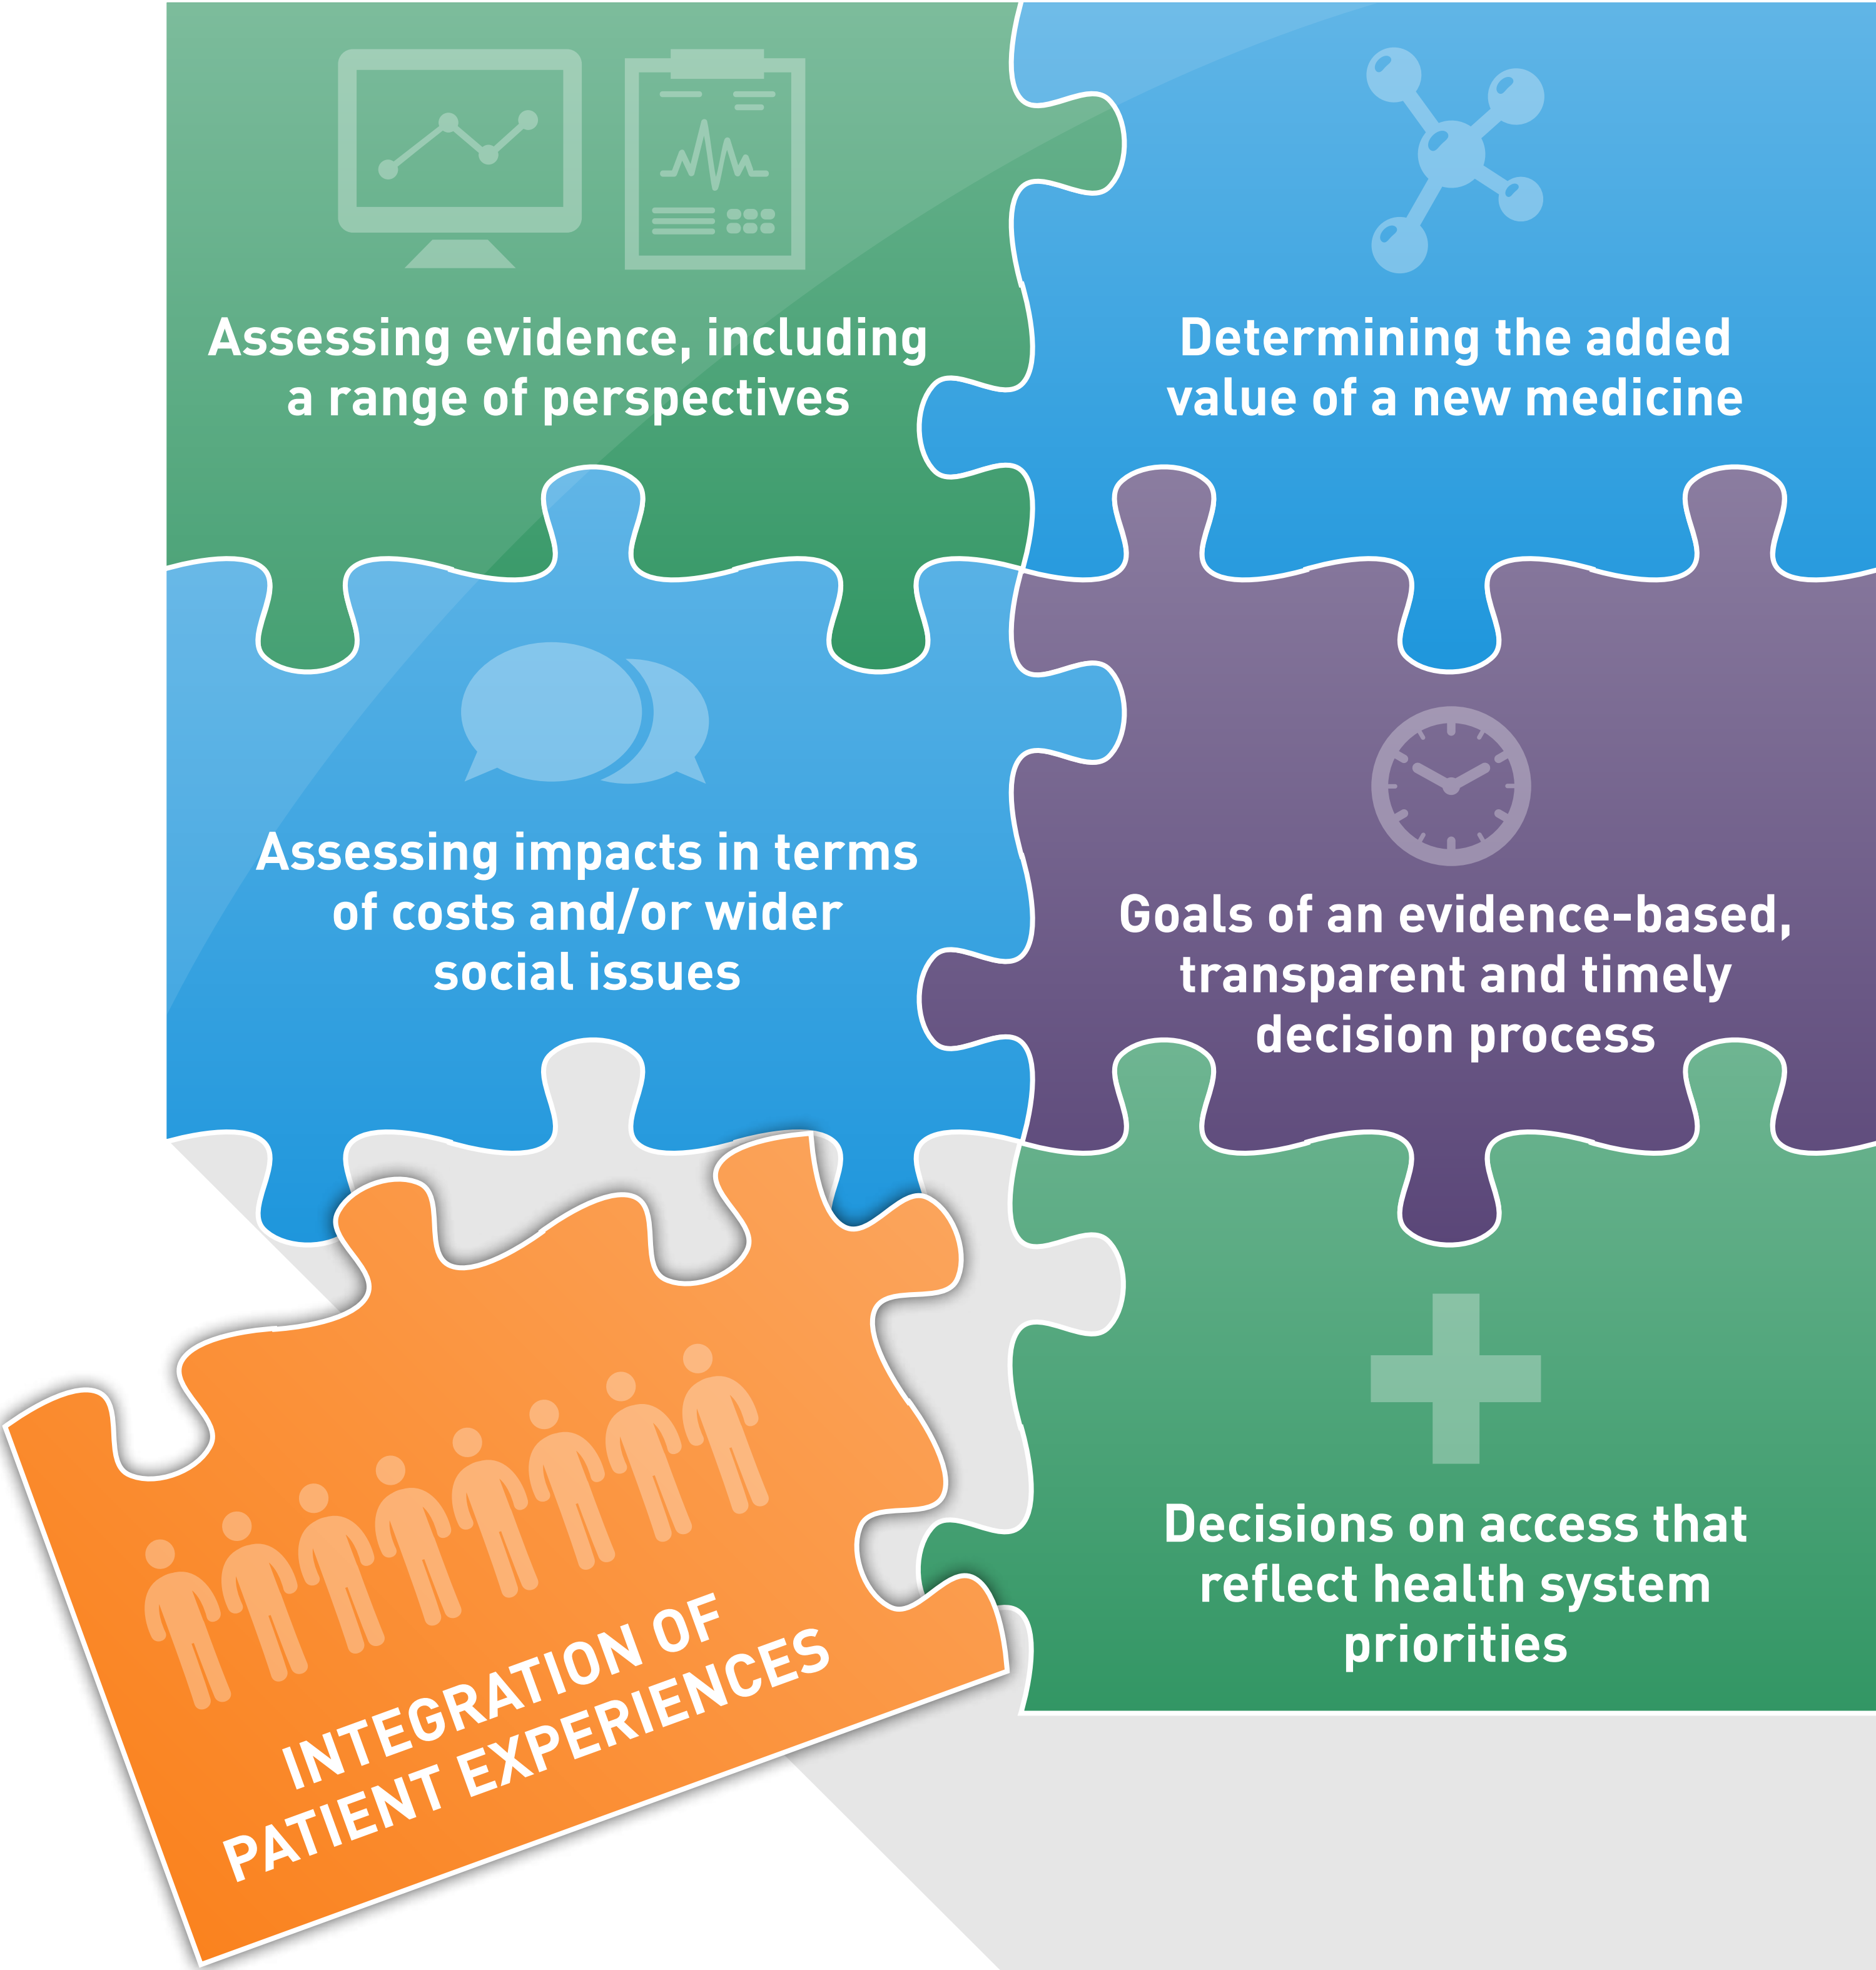 Assessing evidence, including
a range of perspectives
Determining the added
value of a new medicine
Assessing impacts in terms
of costs and/or wider
social issues
Goals of an evidence-based,
transparent and timely
decision process
INTEGRATION OF
PATIENT EXPERIENCES
Decisions on access that
reflect health system
priorities